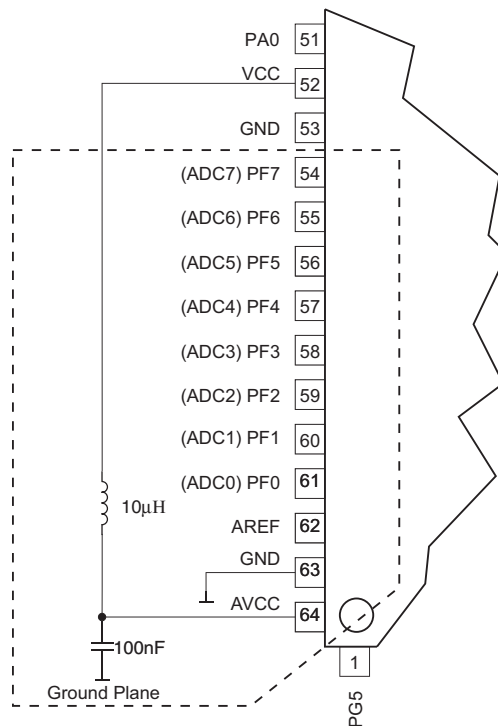 PA0 51
VCC 52
GND 53
(ADC7) PF7 54
(ADC6) PF6 55
(ADC5) PF5 56
(ADC4) PF4 57
(ADC3) PF3 58
(ADC2) PF2 59
(ADC1) PF1 60
(ADC0) PF0 61
10μH
AREF 62
GND 63
AVCC 64
100nF
1
Ground Plane
PG5